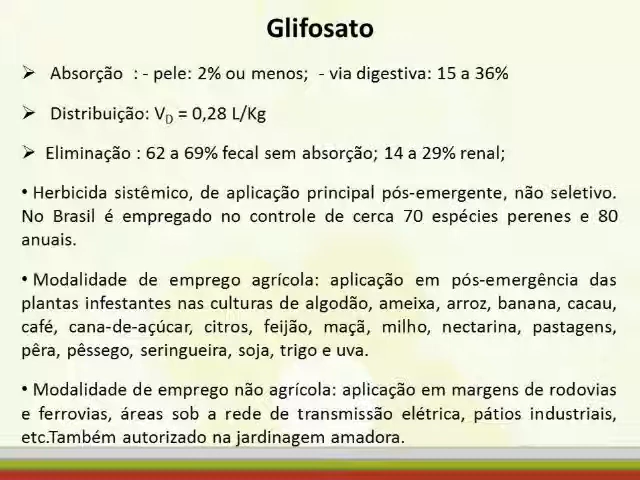 Glifosato
➢ Absorção : - pele: 2% ou menos; - via digestiva: 15 a 36%
➢ Distribuição: VD = 0,28 L/Kg
➢ Eliminação : 62 a 69% fecal sem absorção; 14 a 29% renal;
• Herbicida sistêmico, de aplicação principal pós-emergente, não seletivo.
No Brasil é empregado no controle de cerca 70 espécies perenes e 80
anuais.
• Modalidade de emprego agrícola: aplicação em pós-emergência das
plantas infestantes nas culturas de algodão, ameixa, arroz, banana, cacau,
café, cana-de-açúcar, citros, feijão, maçã, milho, nectarina, pastagens,
pêra, pêssego, seringueira, soja, trigo e uva.
• Modalidade de emprego não agrícola: aplicação em margens de rodovias
e ferrovias, áreas sob a rede de transmissão elétrica, pátios industriais,
etc.Também autorizado na jardinagem amadora.